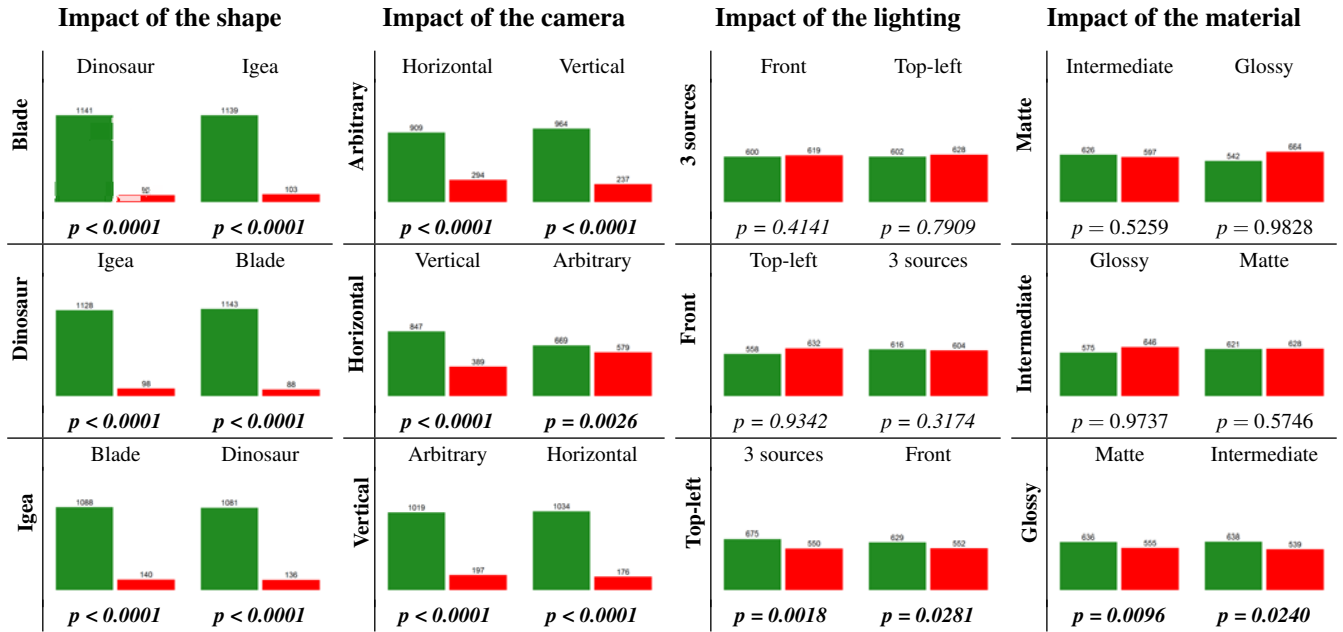 Impact of the shape Impact of the camera Impact of the lighting Impact of the material
Dinosaur Igea Horizontal Vertical Front Top-left Intermediate Glossy
Blade Arbitrary 3 sources Matte
1141 1139 103 909 294 964 237 600 619 602 628 626 597 542 664
p < 0.0001 p < 0.0001 p < 0.0001 p < 0.0001 p = 0.4141 p = 0.7909 p = 0.5259 p = 0.9828
Igea Blade Vertical Arbitrary Top-left 3 sources Glossy Matte
Dinosaur Horizontal Front Intermediate
1128 98 1143 88 847 389 669 579 558 632 616 604 575 646 621 628
p < 0.0001 p < 0.0001 p < 0.0001 p = 0.0026 p = 0.9342 p = 0.3174 p = 0.9737 p = 0.5746
Blade Dinosaur Arbitrary Horizontal 3 sources Front Matte Intermediate
Igea Vertical Top-left Glossy
1088 140 1081 136 1019 197 1034 176 675 550 629 552 636 555 638 539
p < 0.0001 p < 0.0001 p < 0.0001 p < 0.0001 p = 0.0018 p = 0.0281 p = 0.0096 p = 0.0240